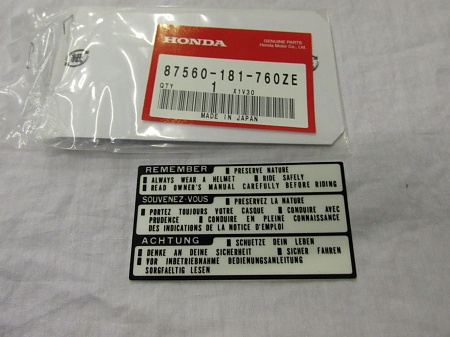 HONDA
GENUINE PARTS
Honda Motor Co., Ltd.
87560-181-760ZE
QTY 1 X1V30
MADE IN JAPAN
REMEMBER ■ PRESERVE NATURE
■ ALWAYS WEAR A HELMET ■ RIDE SAFELY
■ READ OWNER'S MANUAL CAREFULLY BEFORE RIDING
SOUVENEZ-VOUS ■ PRESERVEZ LA NATURE
■ PORTEZ TOUJOURS VOTRE CASQUE ■ CONDUIRE AVEC
PRUDENCE ■ CONDUIRE EN PLEINE CONNAISSANCE
DES INDICATIONS DE LA NOTICE D'EMPLOI
ACHTUNG ■ SCHUETZE DEIN LEBEN
■ DENKE AN DEINE SICHERHEIT ■ SICHER FAHREN
■ VOR INBETRIEBNAHME BEDIENUNGSANLEITUNG
SORGFAELTIG LESEN